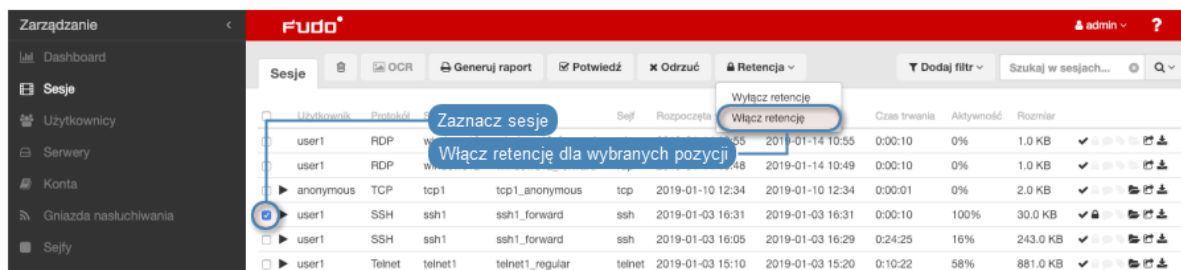 Zarządzanie
FUDO
admin
?
Dashboard
Sesje
Użytkownicy
Serwery
Konta
Gniazda nasłuchiwania
Sejfy
Sesje OCR Generuj raport Potwiedź Odrzuć Retencja Dodaj filtr Szukaj w sesjach...
Wyłącz retencję
Włącz retencję
Użytkownik Protokół Sejf Rozpoczęta Czas trwania Aktywność Rozmiar
Zaznacz sesje
Włącz retencję dla wybranych pozycji
user1 RDP 2019-01-14 10:55 0:00:10 0% 1.0 KB
user1 RDP 2019-01-14 10:49 0:00:10 0% 1.0 KB
anonymous TCP tcp1 tcp1_anonymous tcp 2019-01-10 12:34 2019-01-10 12:34 0:00:01 0% 2.0 KB
user1 SSH ssh1 ssh1_forward ssh 2019-01-03 16:31 2019-01-03 16:31 0:00:10 100% 30.0 KB
user1 SSH ssh1 ssh1_forward ssh 2019-01-03 16:05 2019-01-03 16:29 0:24:25 16% 243.0 KB
user1 Telnet telnet1 telnet1_regular telnet 2019-01-03 15:10 2019-01-03 15:20 0:10:22 58% 881.0 KB